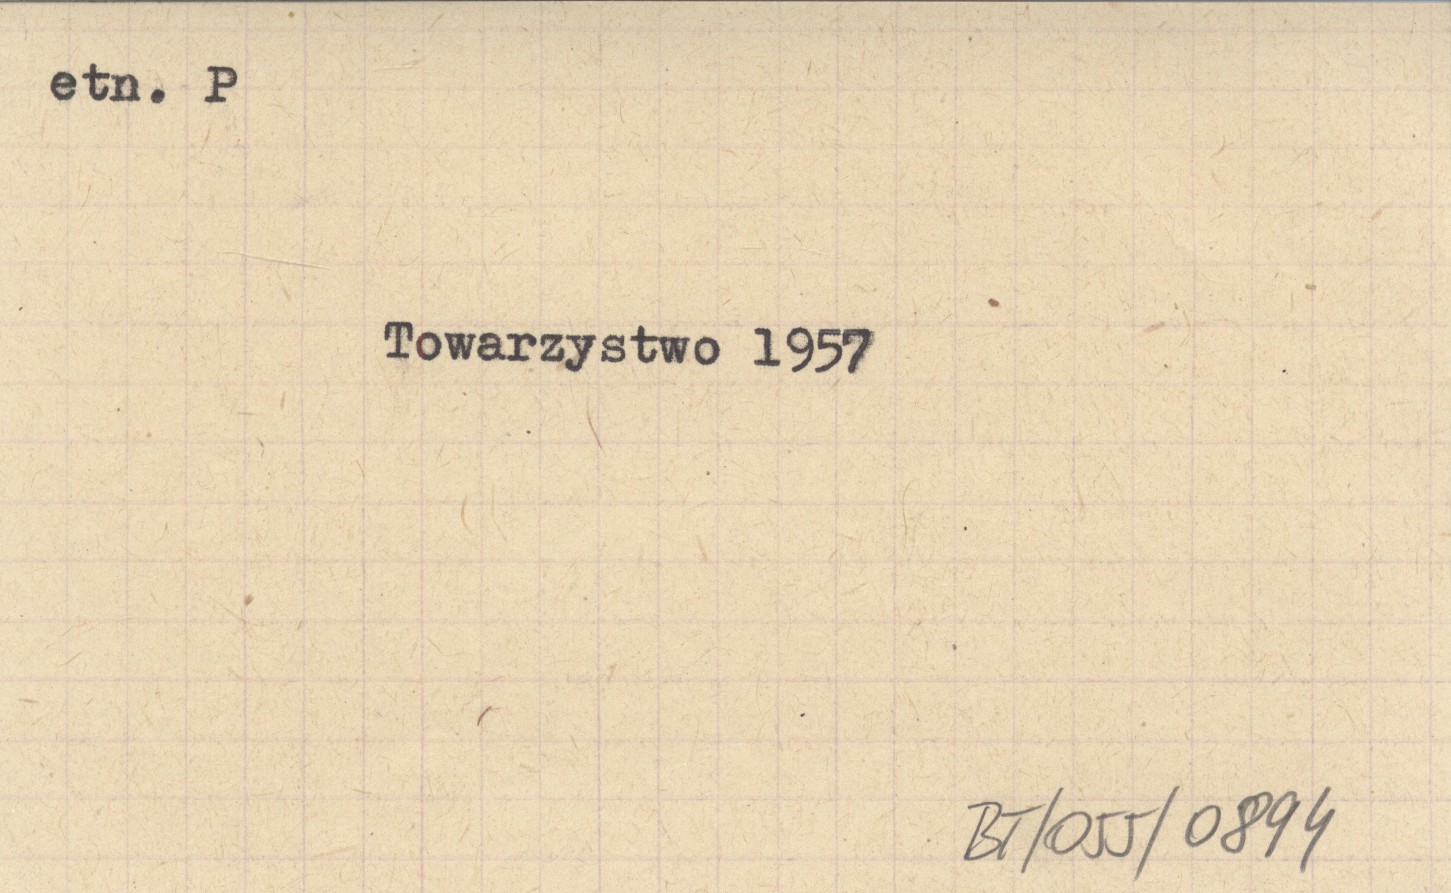 etn. P
Towarzystwo 1957
BT/055/0894